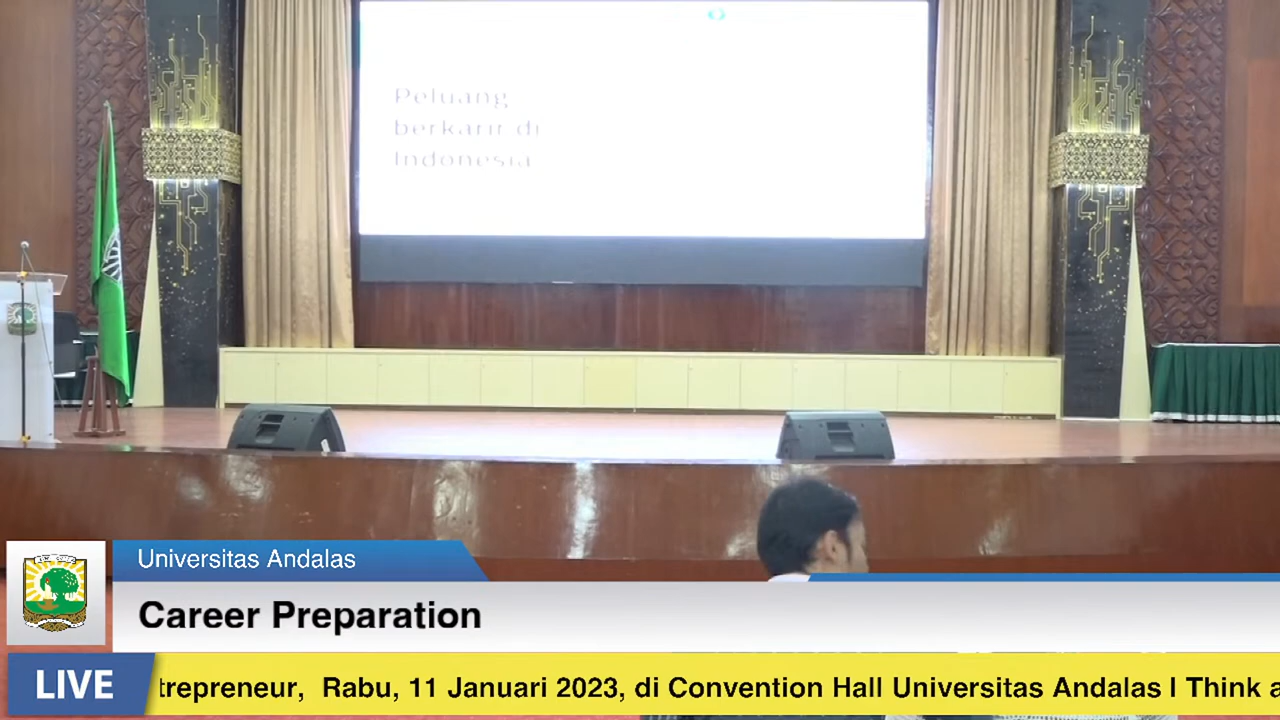 Peluang
berkarir di
Indonesia
Universitas Andalas
Career Preparation
LIVE
trepreneur, Rabu, 11 Januari 2023, di Convention Hall Universitas Andalas | Think a